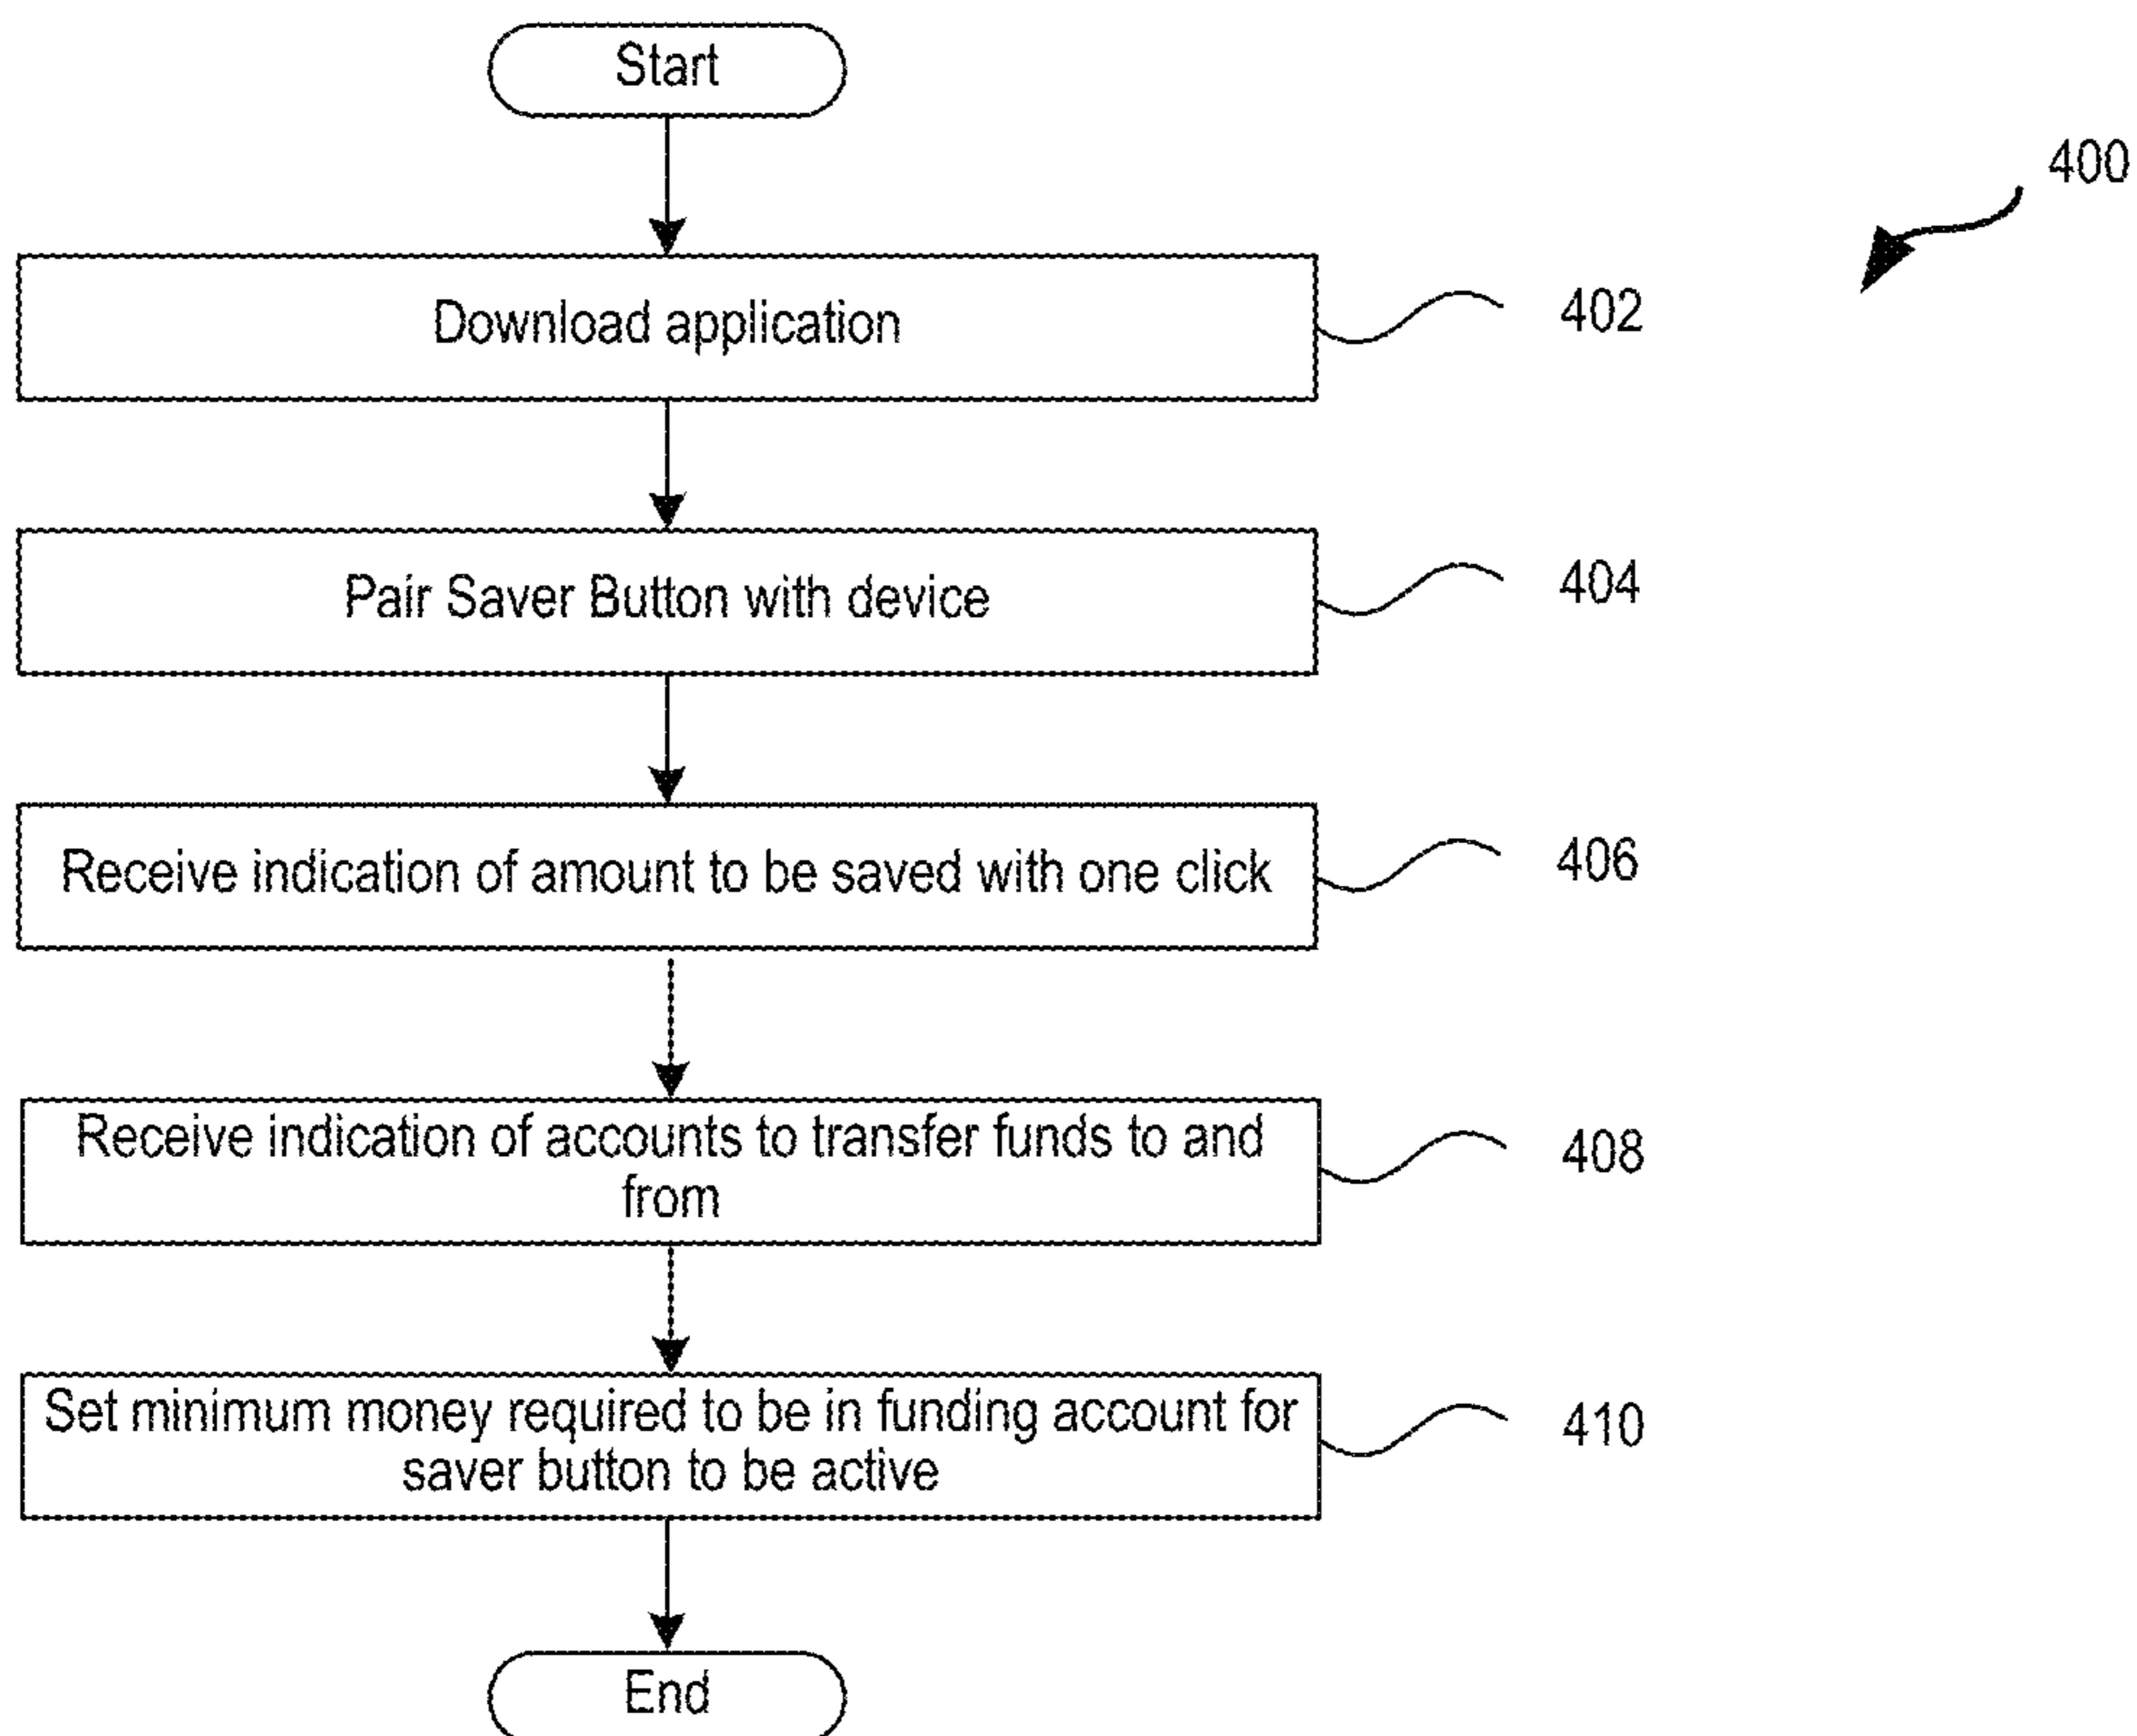 Start
400
Download application
402
Pair Saver Button with device
404
Receive indication of amount to be saved with one click
406
Receive indication of accounts to transfer funds to and
from
408
Set minimum money required to be in funding account for
saver button to be active
410
End